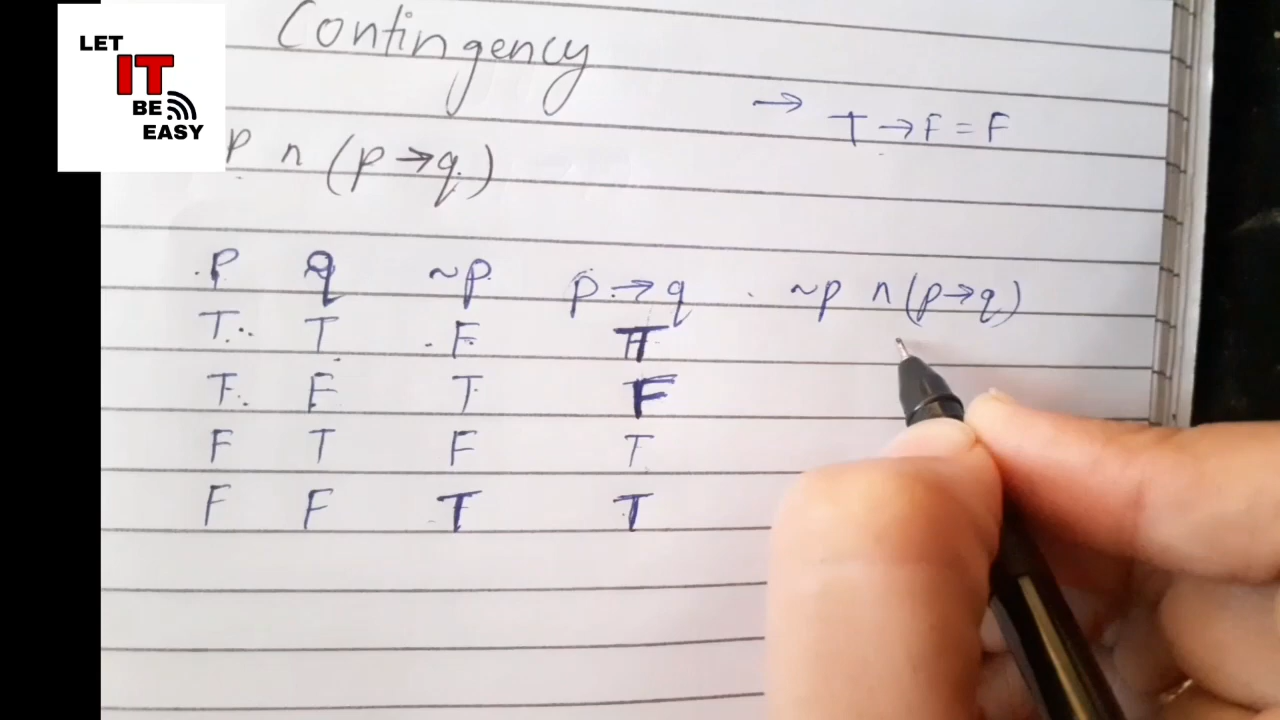 LET
IT
BE
EASY
Contingency
→ T → F = F
p ∩ (p → q)
p q ~p p → q ~p ∩ (p → q)
T T F T
T F T F
F T F T
F F T T